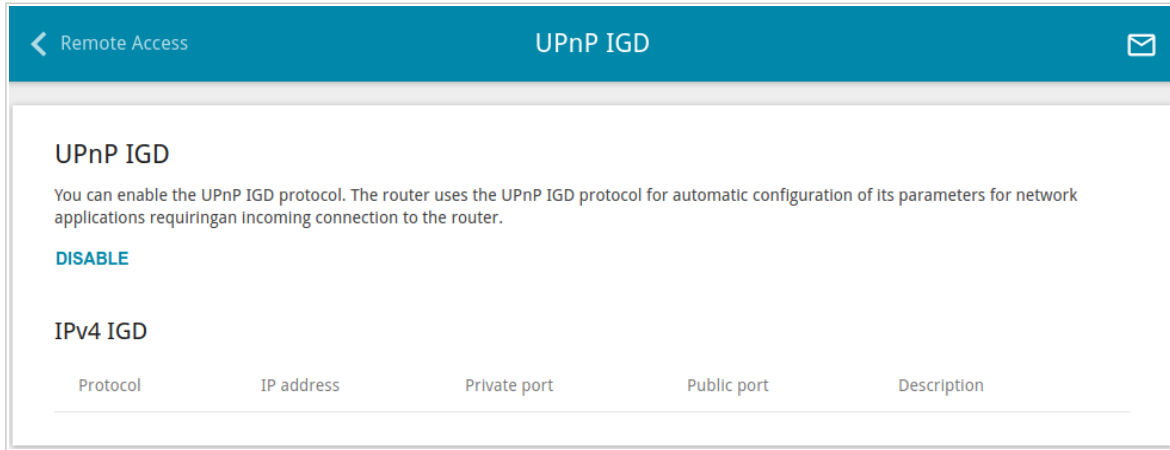 Remote Access
UPnP IGD
UPnP IGD
You can enable the UPnP IGD protocol. The router uses the UPnP IGD protocol for automatic configuration of its parameters for network
applications requiringan incoming connection to the router.
DISABLE
IPv4 IGD
Protocol IP address Private port Public port Description